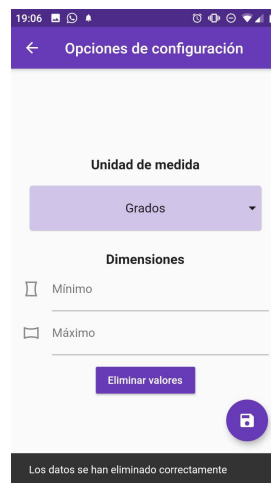 19:06
Opciones de configuración
Unidad de medida
Grados
Dimensiones
Mínimo
Máximo
Eliminar valores
Los datos se han eliminado correctamente